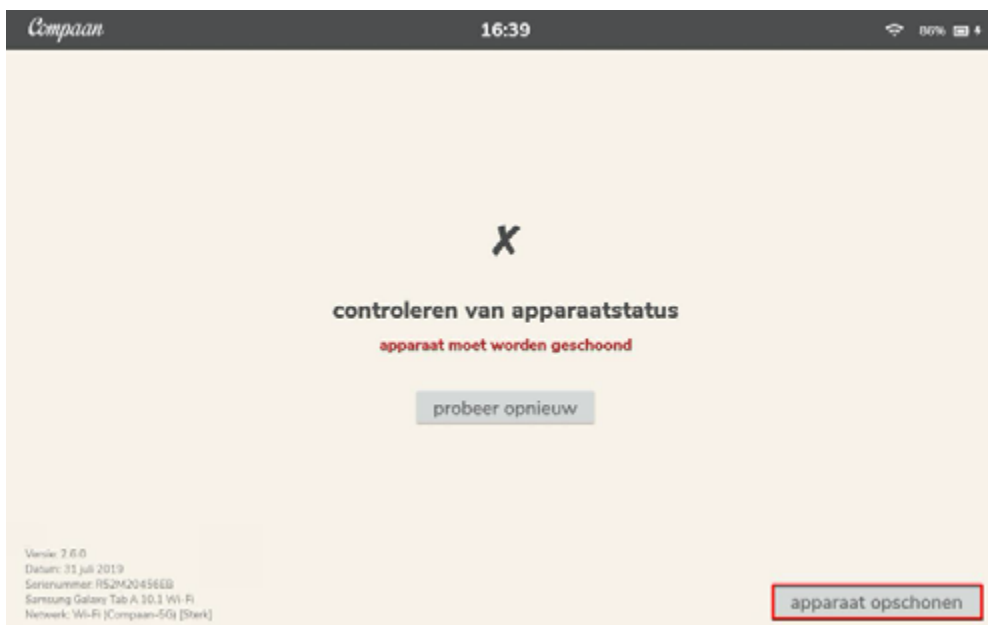 Compaan
16:39
86%
controleren van apparaatstatus
apparaat moet worden geschoond
probeer opnieuw
Versie: 2.6.0
Datum: 31 juli 2019
Serienummer: R52M20456EB
Samsung Galaxy Tab A 10.1 Wi-Fi
Netwerk: Wi-Fi (Compaan-5G) [Sterk]
apparaat opschonen